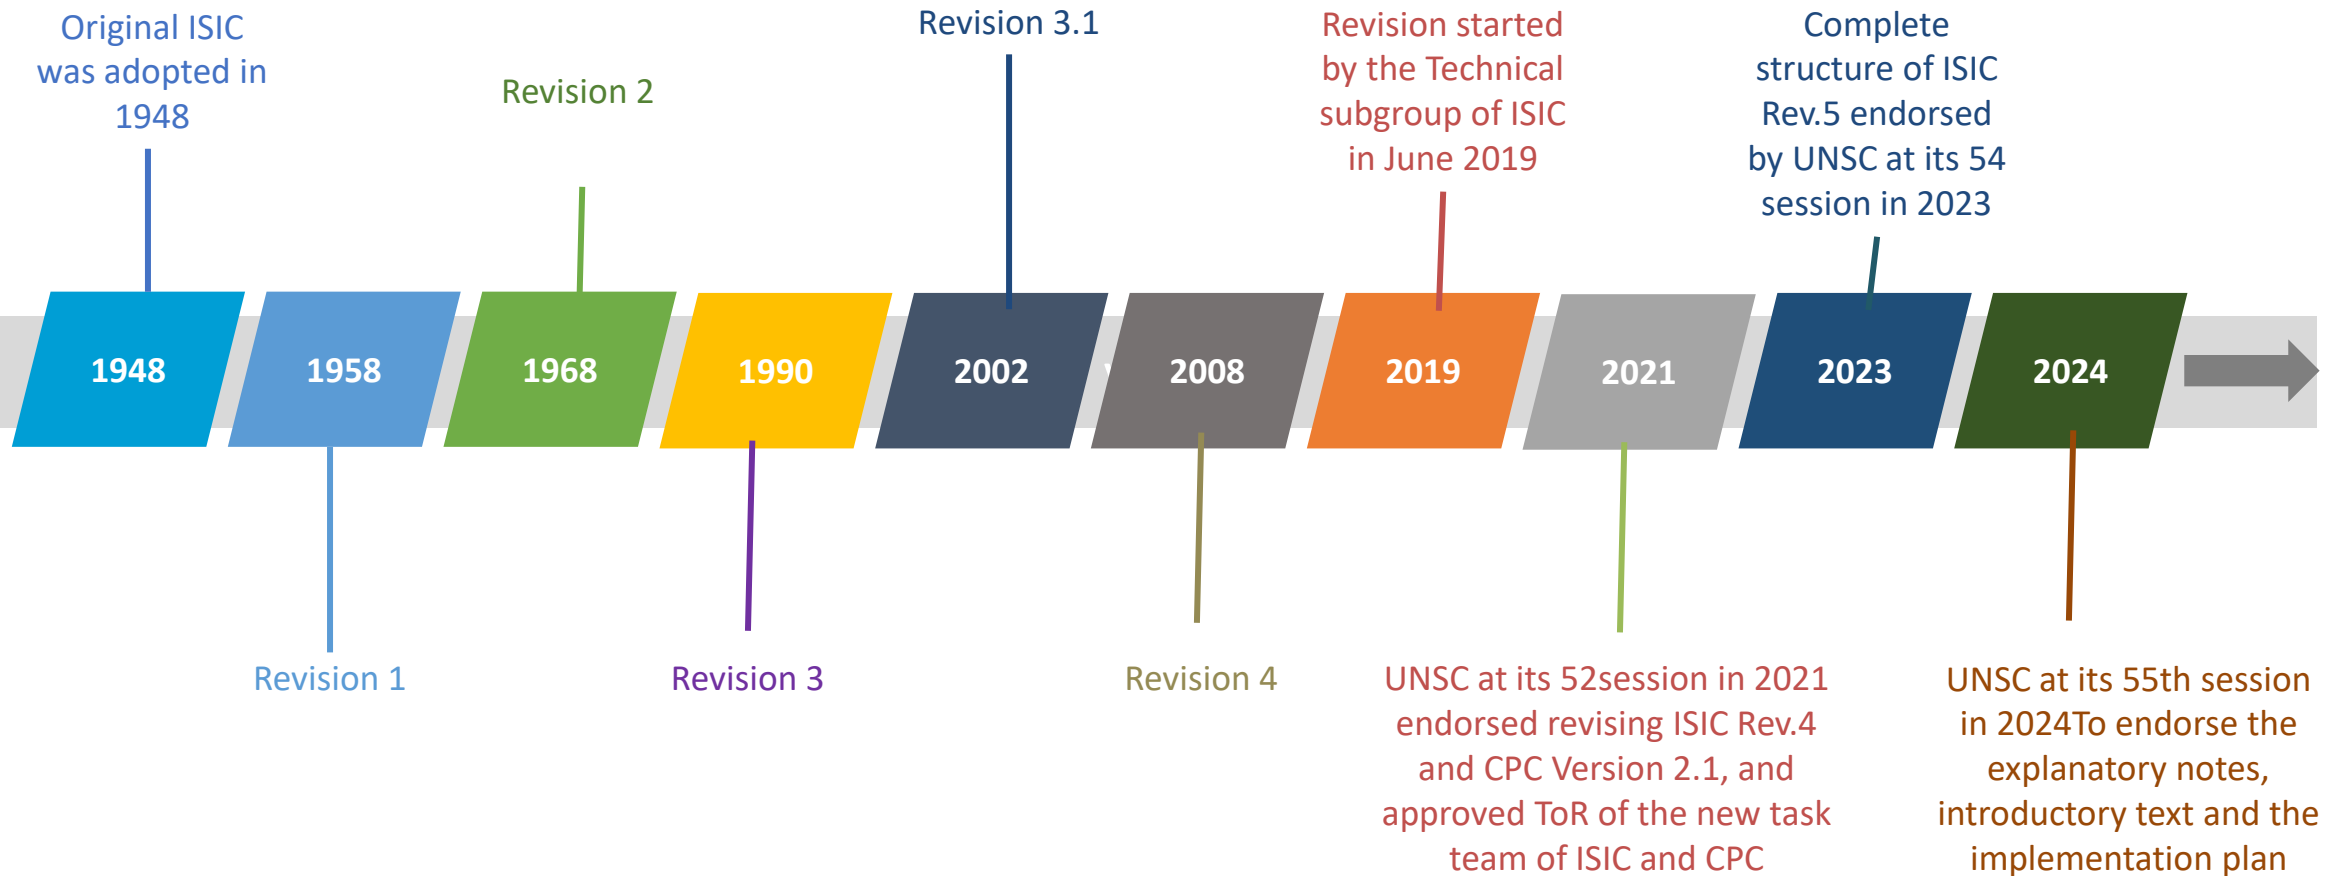 Original ISIC
was adopted in
1948
Revision 2
Revision 3.1
Revision started
by the Technical
subgroup of ISIC
in June 2019
Complete
structure of ISIC
Rev.5 endorsed
by UNSC at its 54
session in 2023
1948
1958
1968
1990
2002
2008
2019
2021
2023
2024
Revision 1
Revision 3
Revision 4
UNSC at its 52session in 2021
endorsed revising ISIC Rev.4
and CPC Version 2.1, and
approved ToR of the new task
team of ISIC and CPC
UNSC at its 55th session
in 2024To endorse the
explanatory notes,
introductory text and the
implementation plan